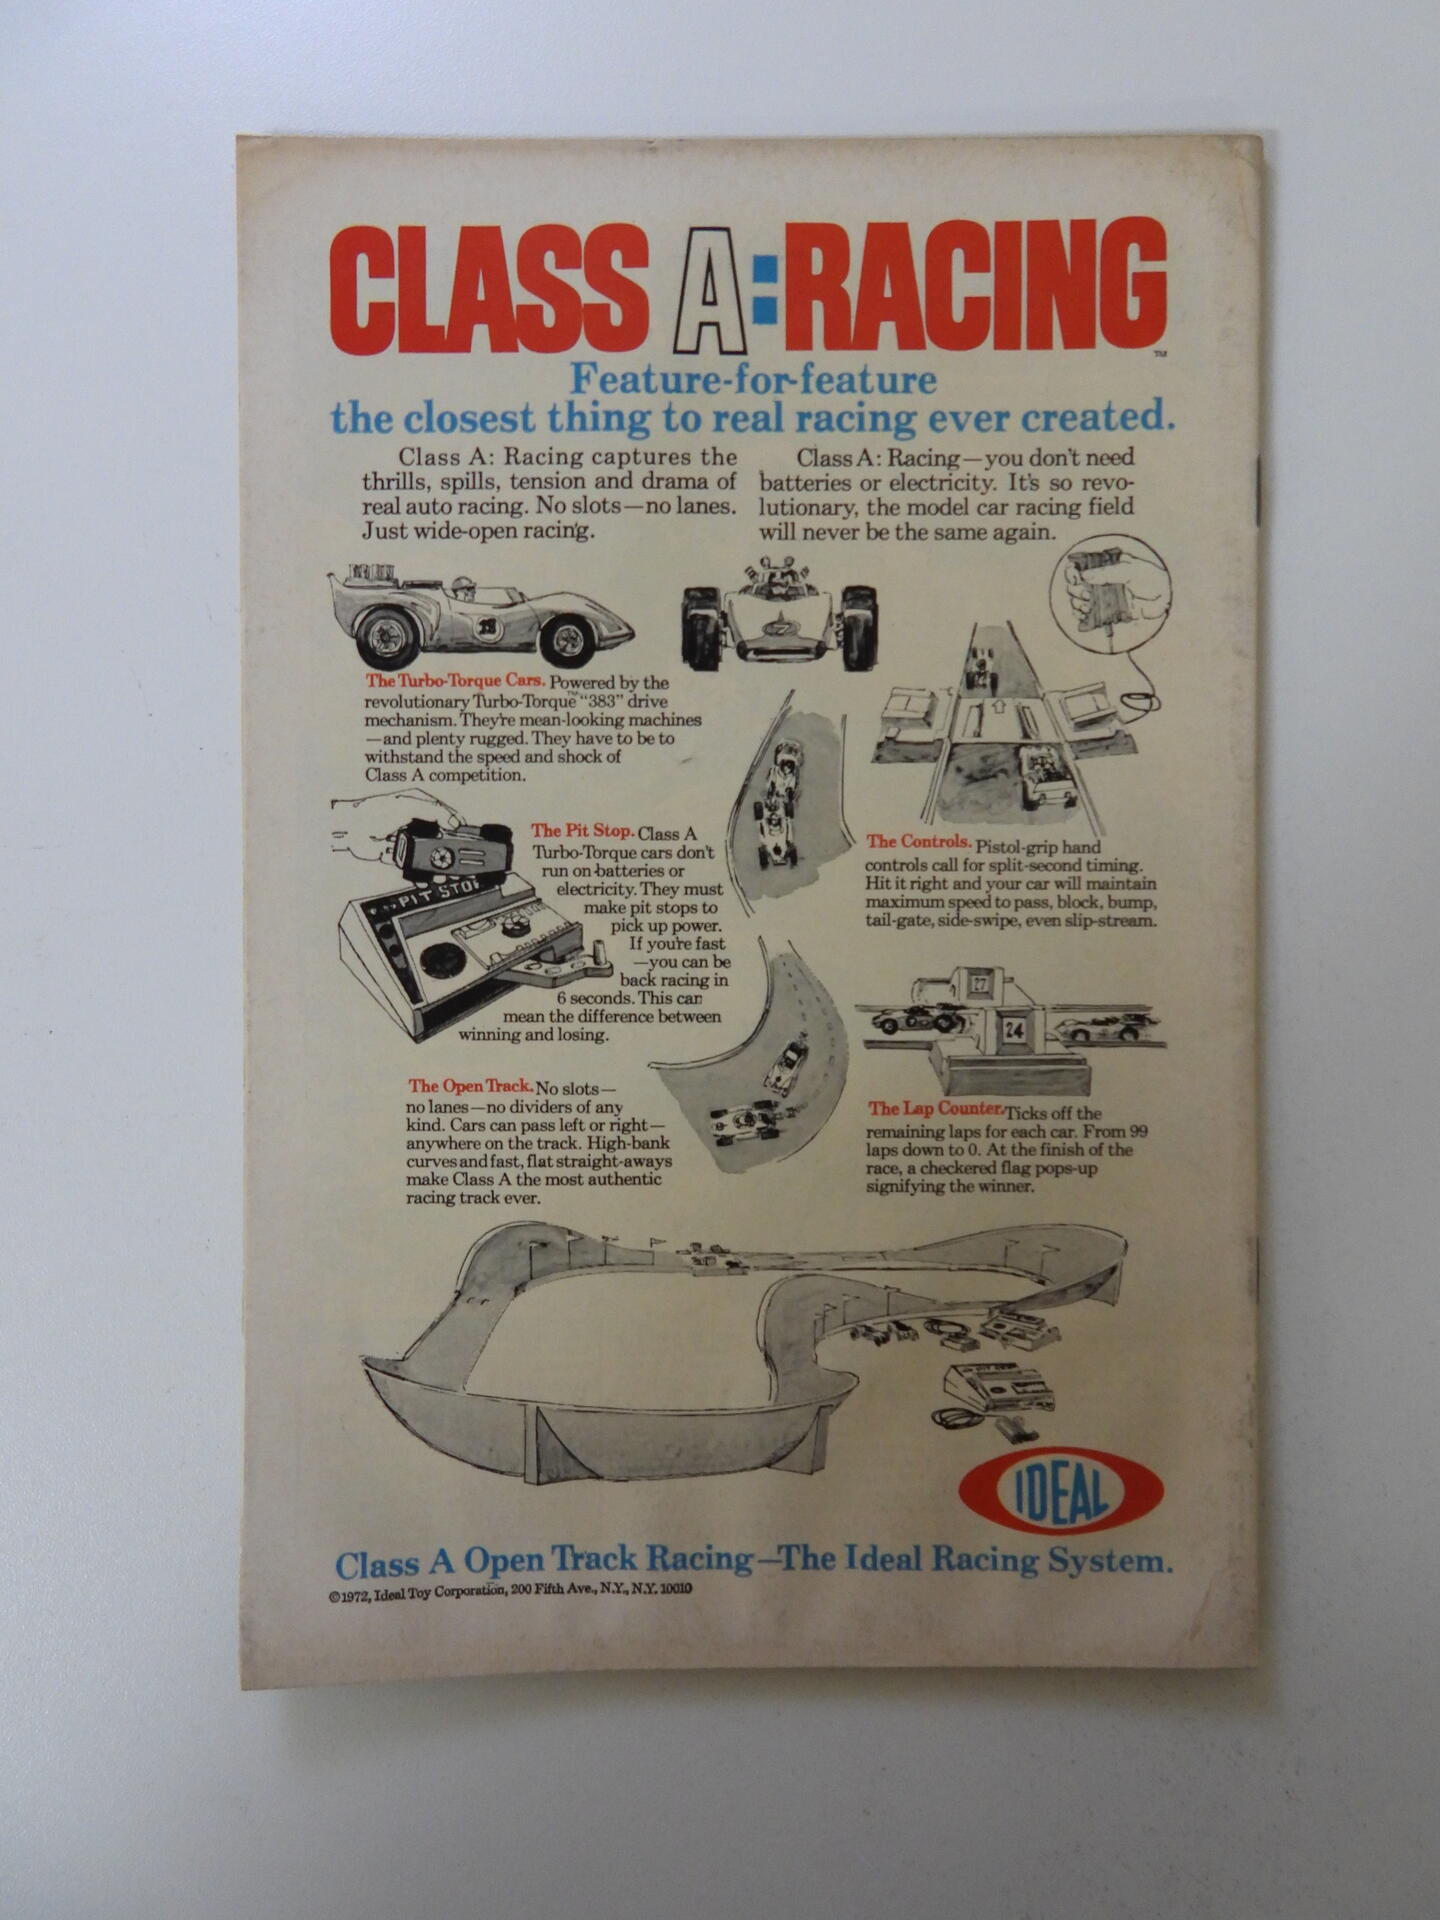 CLASS A:RACING
TM
Feature-for-feature
the closest thing to real racing ever created.
Class A: Racing captures the
thrills, spills, tension and drama of
real auto racing. No slots—no lanes.
Just wide-open racing.
Class A: Racing—you don't need
batteries or electricity. It's so revo-
lutionary, the model car racing field
will never be the same again.
The Turbo-Torque Cars. Powered by the
revolutionary Turbo-Torque™ "383" drive
mechanism. They're mean-looking machines
—and plenty rugged. They have to be to
withstand the speed and shock of
Class A competition.
PIT STOP
The Pit Stop. Class A
Turbo-Torque cars don't
run on batteries or
electricity. They must
make pit stops to
pick up power.
If you're fast
—you can be
back racing in
6 seconds. This can
mean the difference between
winning and losing.
The Controls. Pistol-grip hand
controls call for split-second timing.
Hit it right and your car will maintain
maximum speed to pass, block, bump,
tail-gate, side-swipe, even slip-stream.
27
24
The Open Track. No slots—
no lanes—no dividers of any
kind. Cars can pass left or right—
anywhere on the track. High-bank
curves and fast, flat straight-aways
make Class A the most authentic
racing track ever.
The Lap Counter. Ticks off the
remaining laps for each car. From 99
laps down to 0. At the finish of the
race, a checkered flag pops-up
signifying the winner.
IDEAL
Class A Open Track Racing—The Ideal Racing System.
©1972, Ideal Toy Corporation, 200 Fifth Ave., N.Y., N.Y. 10010